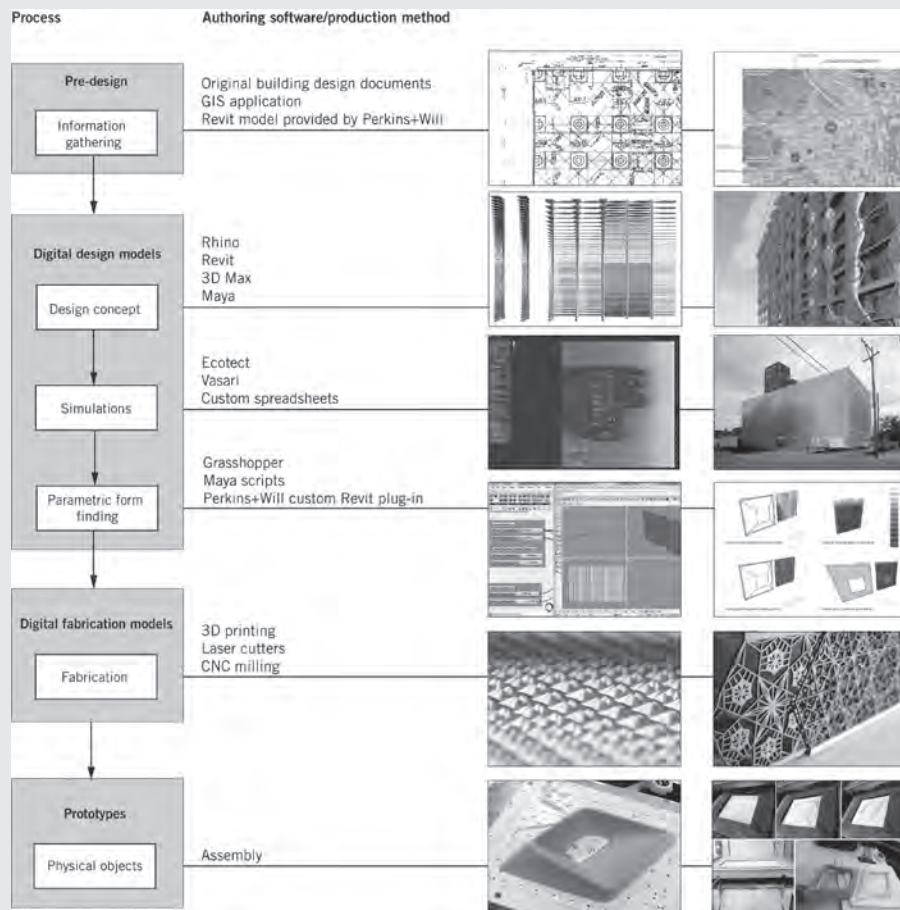 Process
Authoring software/production method
Pre-design
Information
gathering
Original building design documents
GIS application
Revit model provided by Perkins+Will
Digital design models
Design concept
Rhino
Revit
3D Max
Maya
Simulations
Ecotect
Vasari
Custom spreadsheets
Parametric form
finding
Grasshopper
Maya scripts
Perkins+Will custom Revit plug-in
Digital fabrication models
Fabrication
3D printing
Laser cutters
CNC milling
Prototypes
Physical objects
Assembly